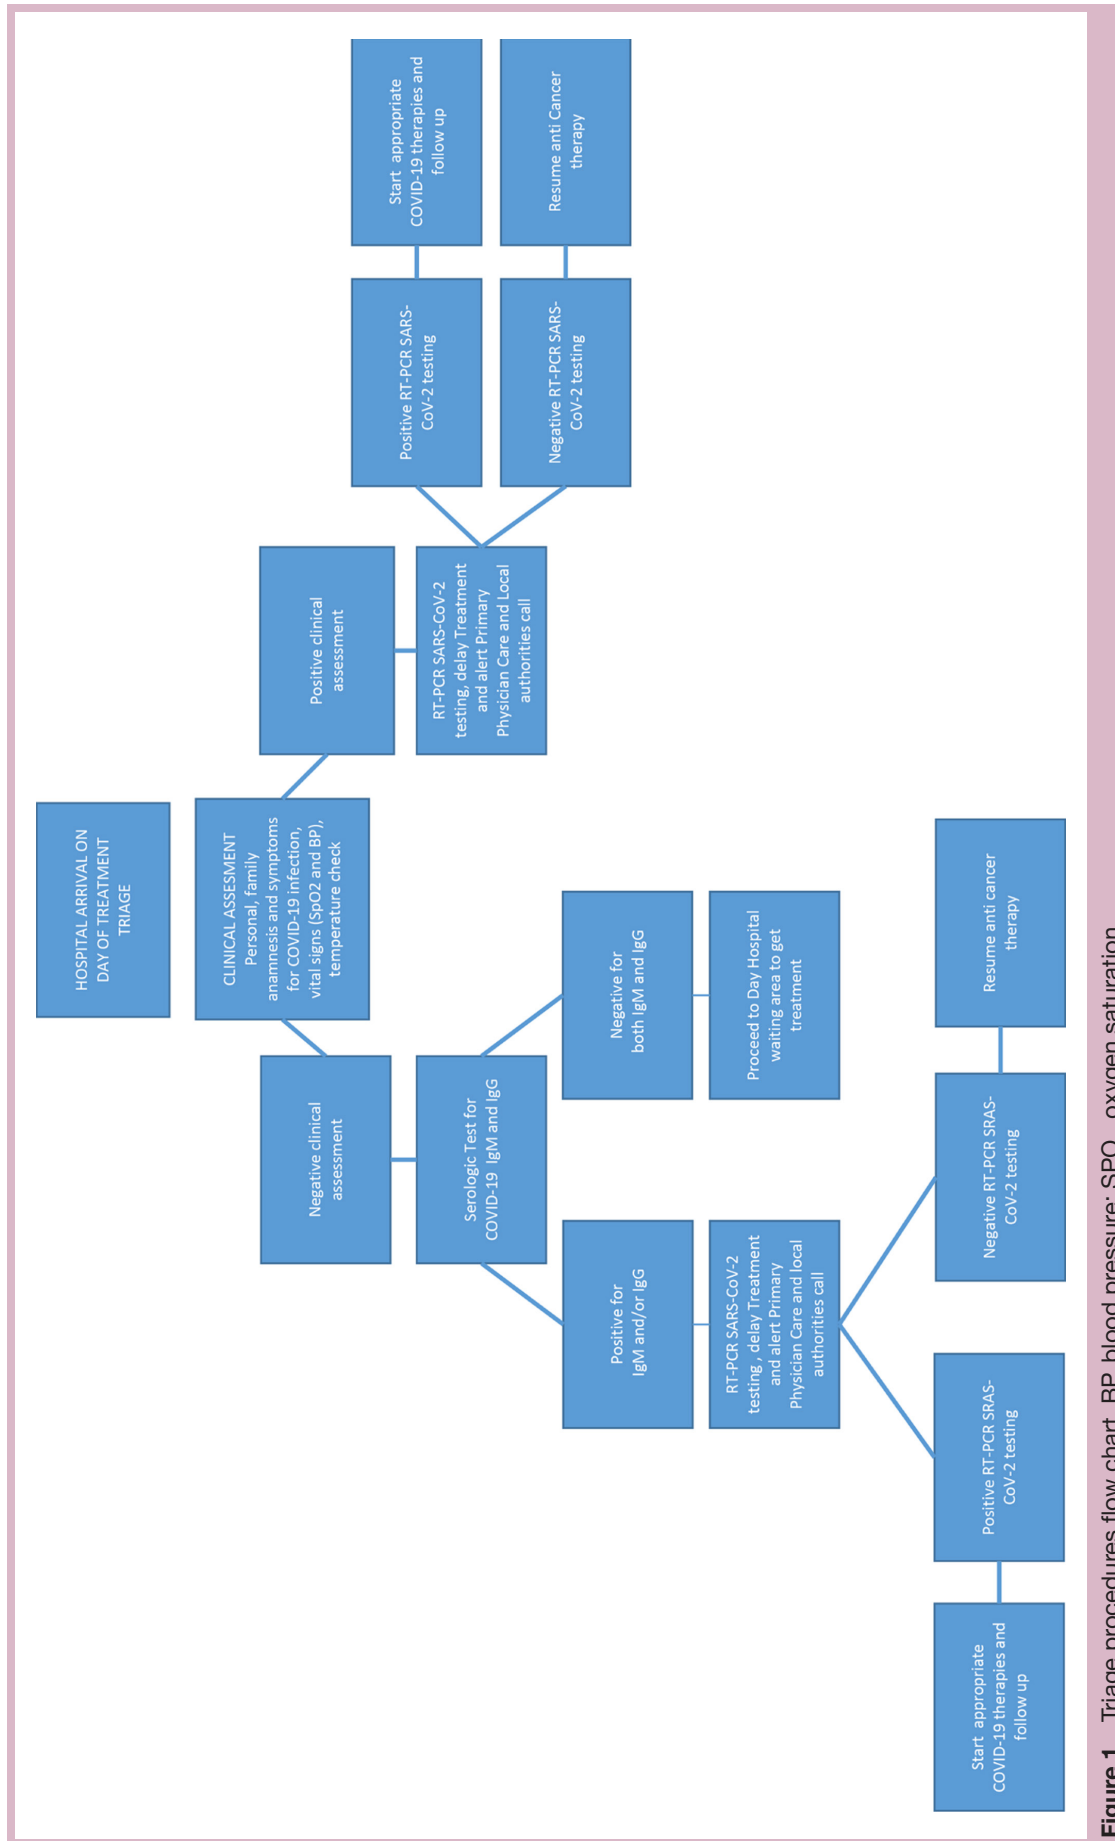 HOSPITAL ARRIVAL ON
DAY OF TREATMENT
TRIAGE
CLINICAL ASSESMENT
Personal, family
anamnesis and symptoms
for COVID-19 infection,
vital signs (SpO2 and BP),
temperature check
Negative clinical
assessment
Positive clinical
assessment
Serologic Test for
COVID-19 IgM and IgG
RT-PCR SARS-CoV-2
testing, delay Treatment
and alert Primary
Physician Care and Local
authorities call
Positive RT-PCR SARS-
CoV-2 testing
Start appropriate
COVID-19 therapies and
follow up
Negative RT-PCR SARS-
CoV-2 testing
Resume anti Cancer
therapy
Positive for
IgM and/or IgG
Negative for
both IgM and IgG
RT-PCR SARS-CoV-2
testing , delay Treatment
and alert Primary
Physician Care and local
authorities call
Proceed to Day Hospital
waiting area to get
treatment
Start appropriate
COVID-19 therapies and
follow up
Positive RT-PCR SRAS-
CoV-2 testing
Negative RT-PCR SRAS-
CoV-2 testing
Resume anti cancer
therapy
Figure 1 Triage procedures flow chart. BP, blood pressure; SPO , oxygen saturation